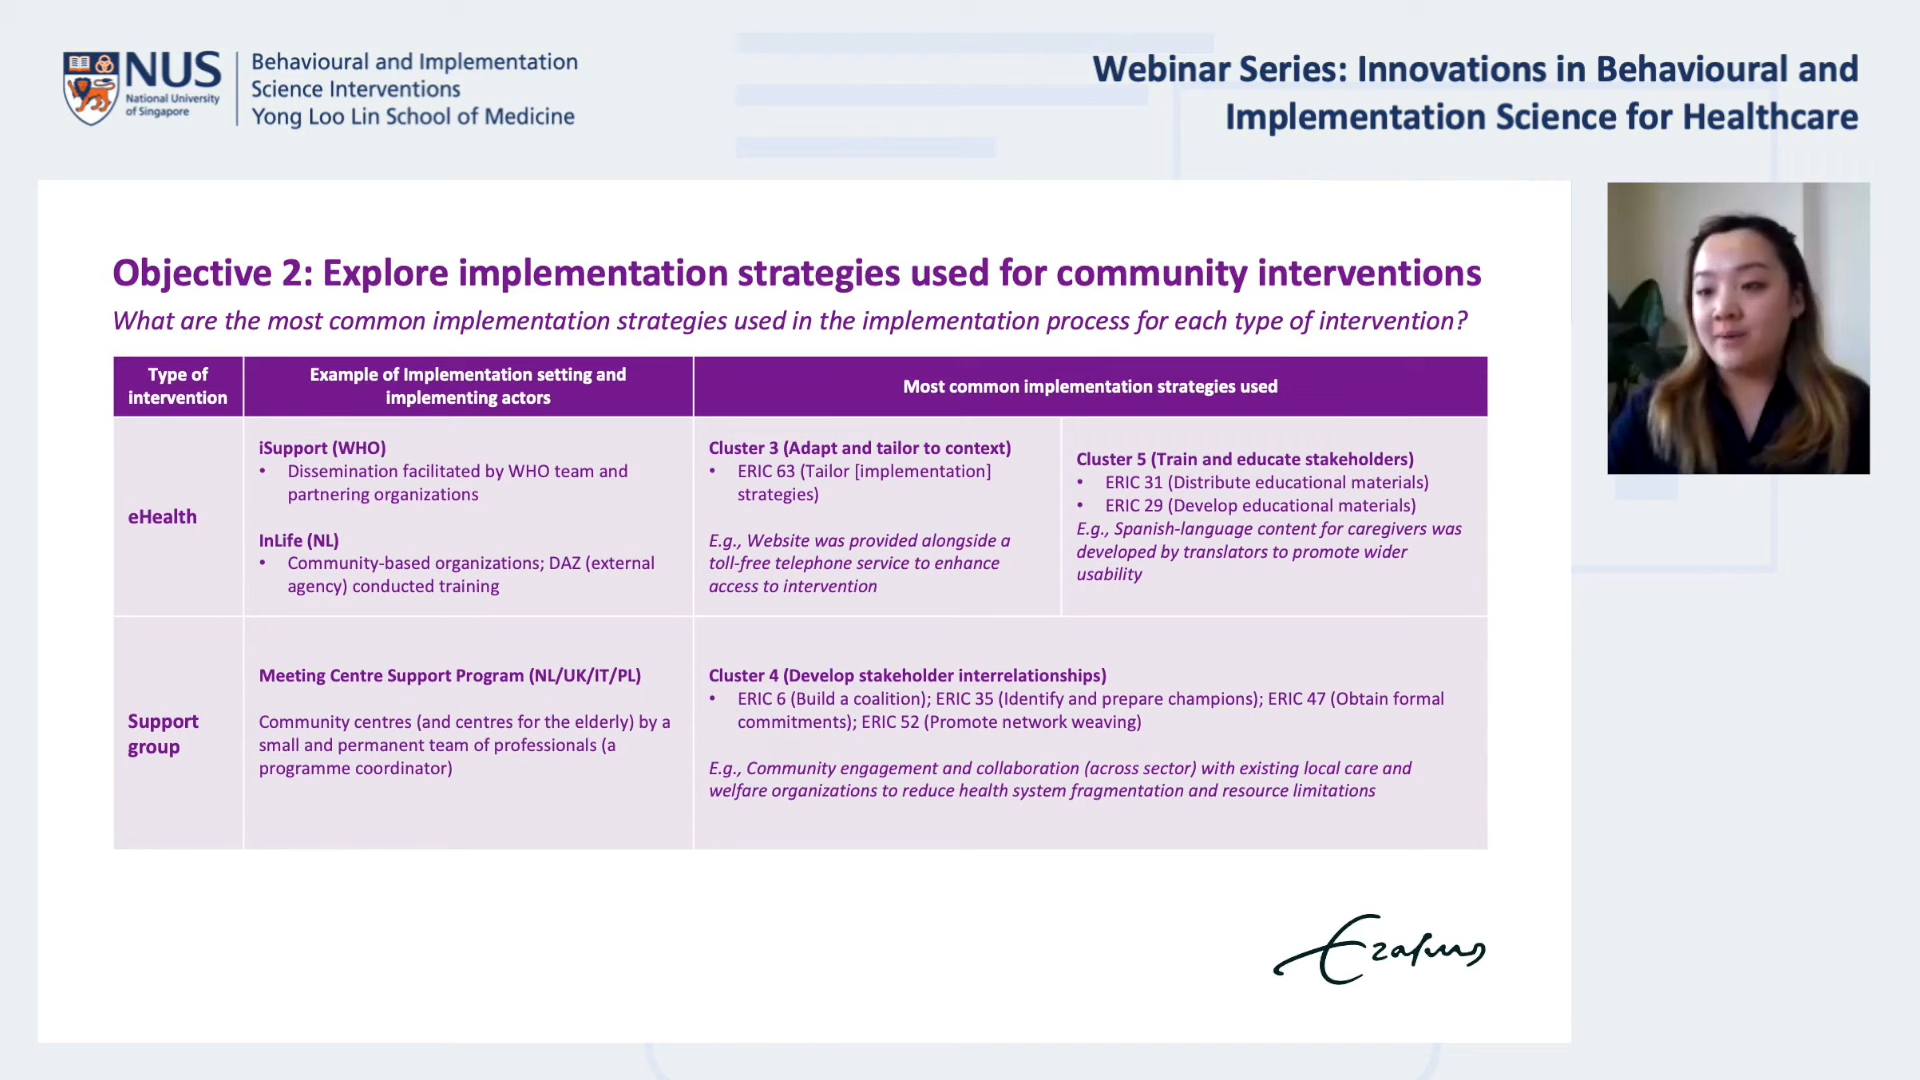 NUS
National University
of Singapore
Behavioural and Implementation
Science Interventions
Yong Loo Lin School of Medicine
Webinar Series: Innovations in Behavioural and
Implementation Science for Healthcare
Objective 2: Explore implementation strategies used for community interventions
What are the most common implementation strategies used in the implementation process for each type of intervention?
Type of
intervention
Example of Implementation setting and
implementing actors
Most common implementation strategies used
eHealth
iSupport (WHO)
• Dissemination facilitated by WHO team and
partnering organizations
InLife (NL)
• Community-based organizations; DAZ (external
agency) conducted training
Cluster 3 (Adapt and tailor to context)
• ERIC 63 (Tailor [implementation]
strategies)
E.g., Website was provided alongside a
toll-free telephone service to enhance
access to intervention
Cluster 5 (Train and educate stakeholders)
• ERIC 31 (Distribute educational materials)
• ERIC 29 (Develop educational materials)
E.g., Spanish-language content for caregivers was
developed by translators to promote wider
usability
Support
group
Meeting Centre Support Program (NL/UK/IT/PL)
Community centres (and centres for the elderly) by a
small and permanent team of professionals (a
programme coordinator)
Cluster 4 (Develop stakeholder interrelationships)
• ERIC 6 (Build a coalition); ERIC 35 (Identify and prepare champions); ERIC 47 (Obtain formal
commitments); ERIC 52 (Promote network weaving)
E.g., Community engagement and collaboration (across sector) with existing local care and
welfare organizations to reduce health system fragmentation and resource limitations
Erasmus